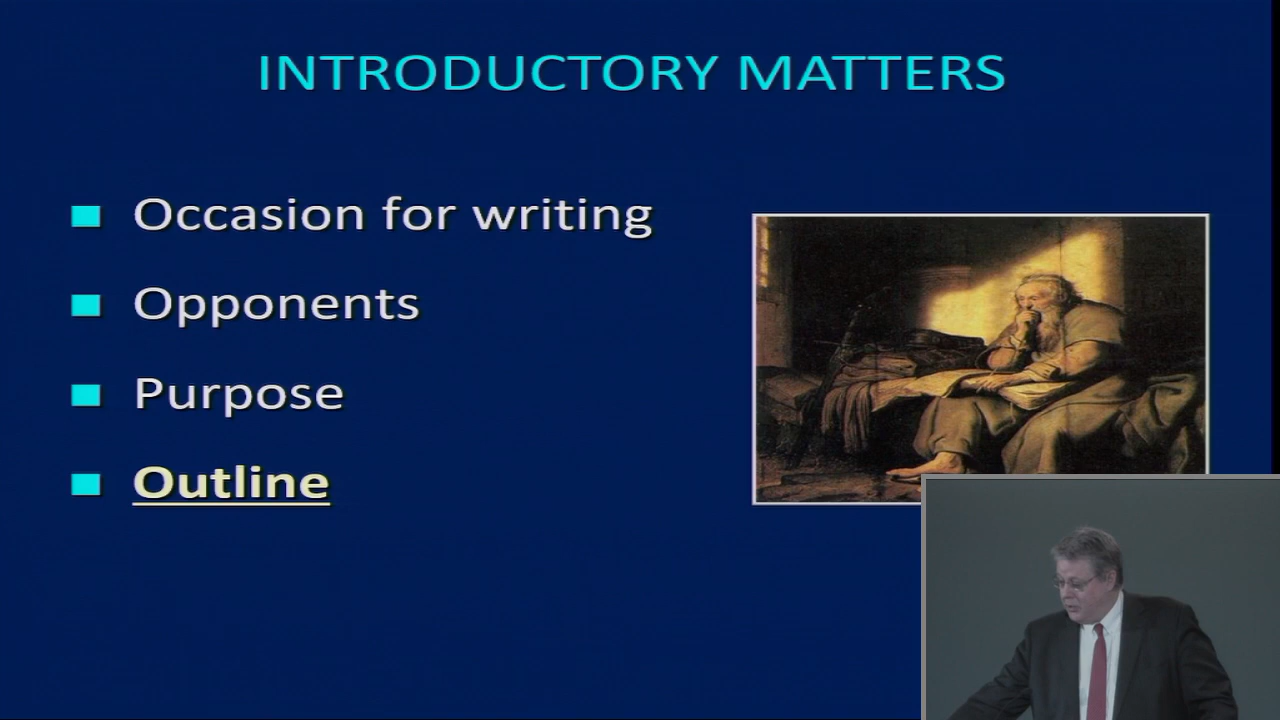 INTRODUCTORY MATTERS
Occasion for writing
Opponents
Purpose
Outline